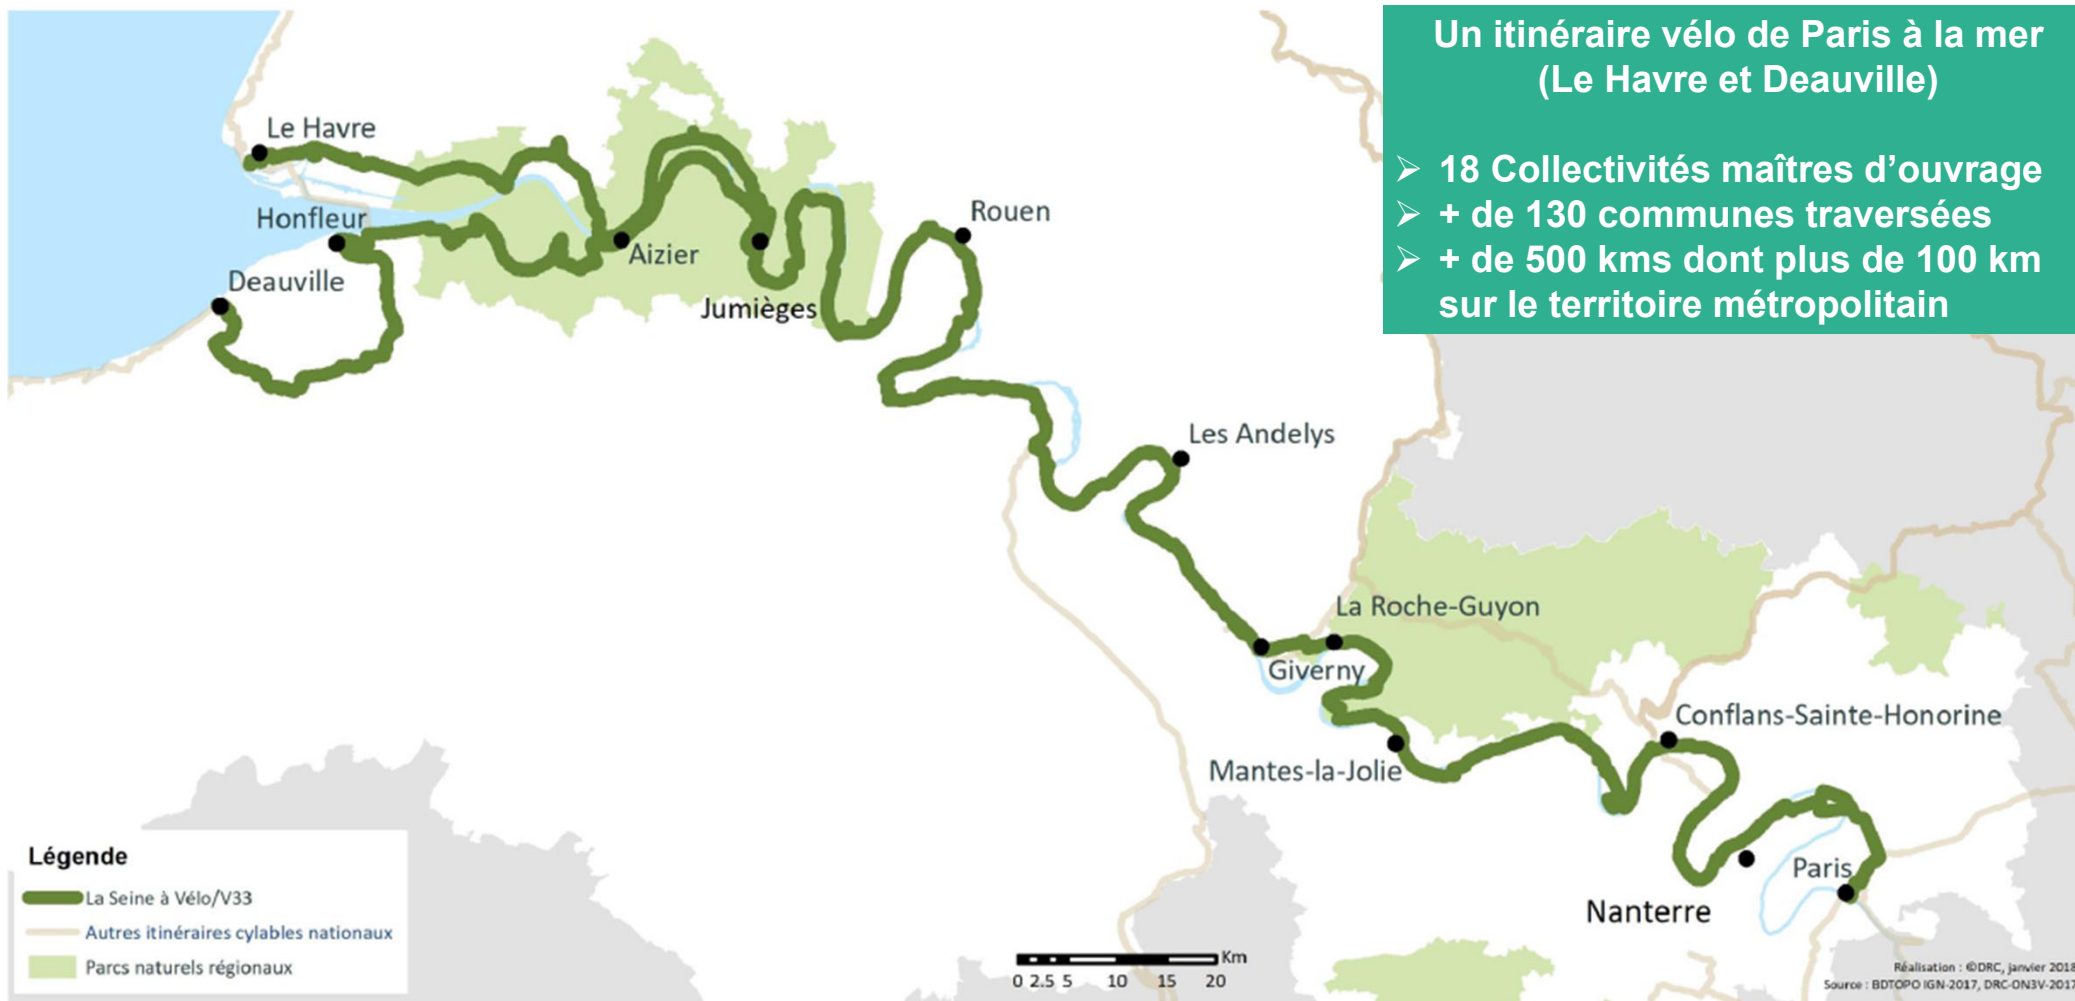 Un itinéraire vélo de Paris à la mer
(Le Havre et Deauville)
➢ 18 Collectivités maîtres d’ouvrage
➢ + de 130 communes traversées
➢ + de 500 kms dont plus de 100 km
sur le territoire métropolitain
Le Havre
Honfleur
Deauville
Aizier
Jumièges
Rouen
Les Andelys
La Roche-Guyon
Giverny
Mantes-la-Jolie
Conflans-Sainte-Honorine
Paris
Nanterre
Légende
La Seine à Vélo/V33
Autres itinéraires cylables nationaux
Parcs naturels régionaux
Km
0 2.5 5 10 15 20
Réalisation : ©DRC, janvier 2018
Source : BDTOPO IGN-2017, DRC-ON3V-2017